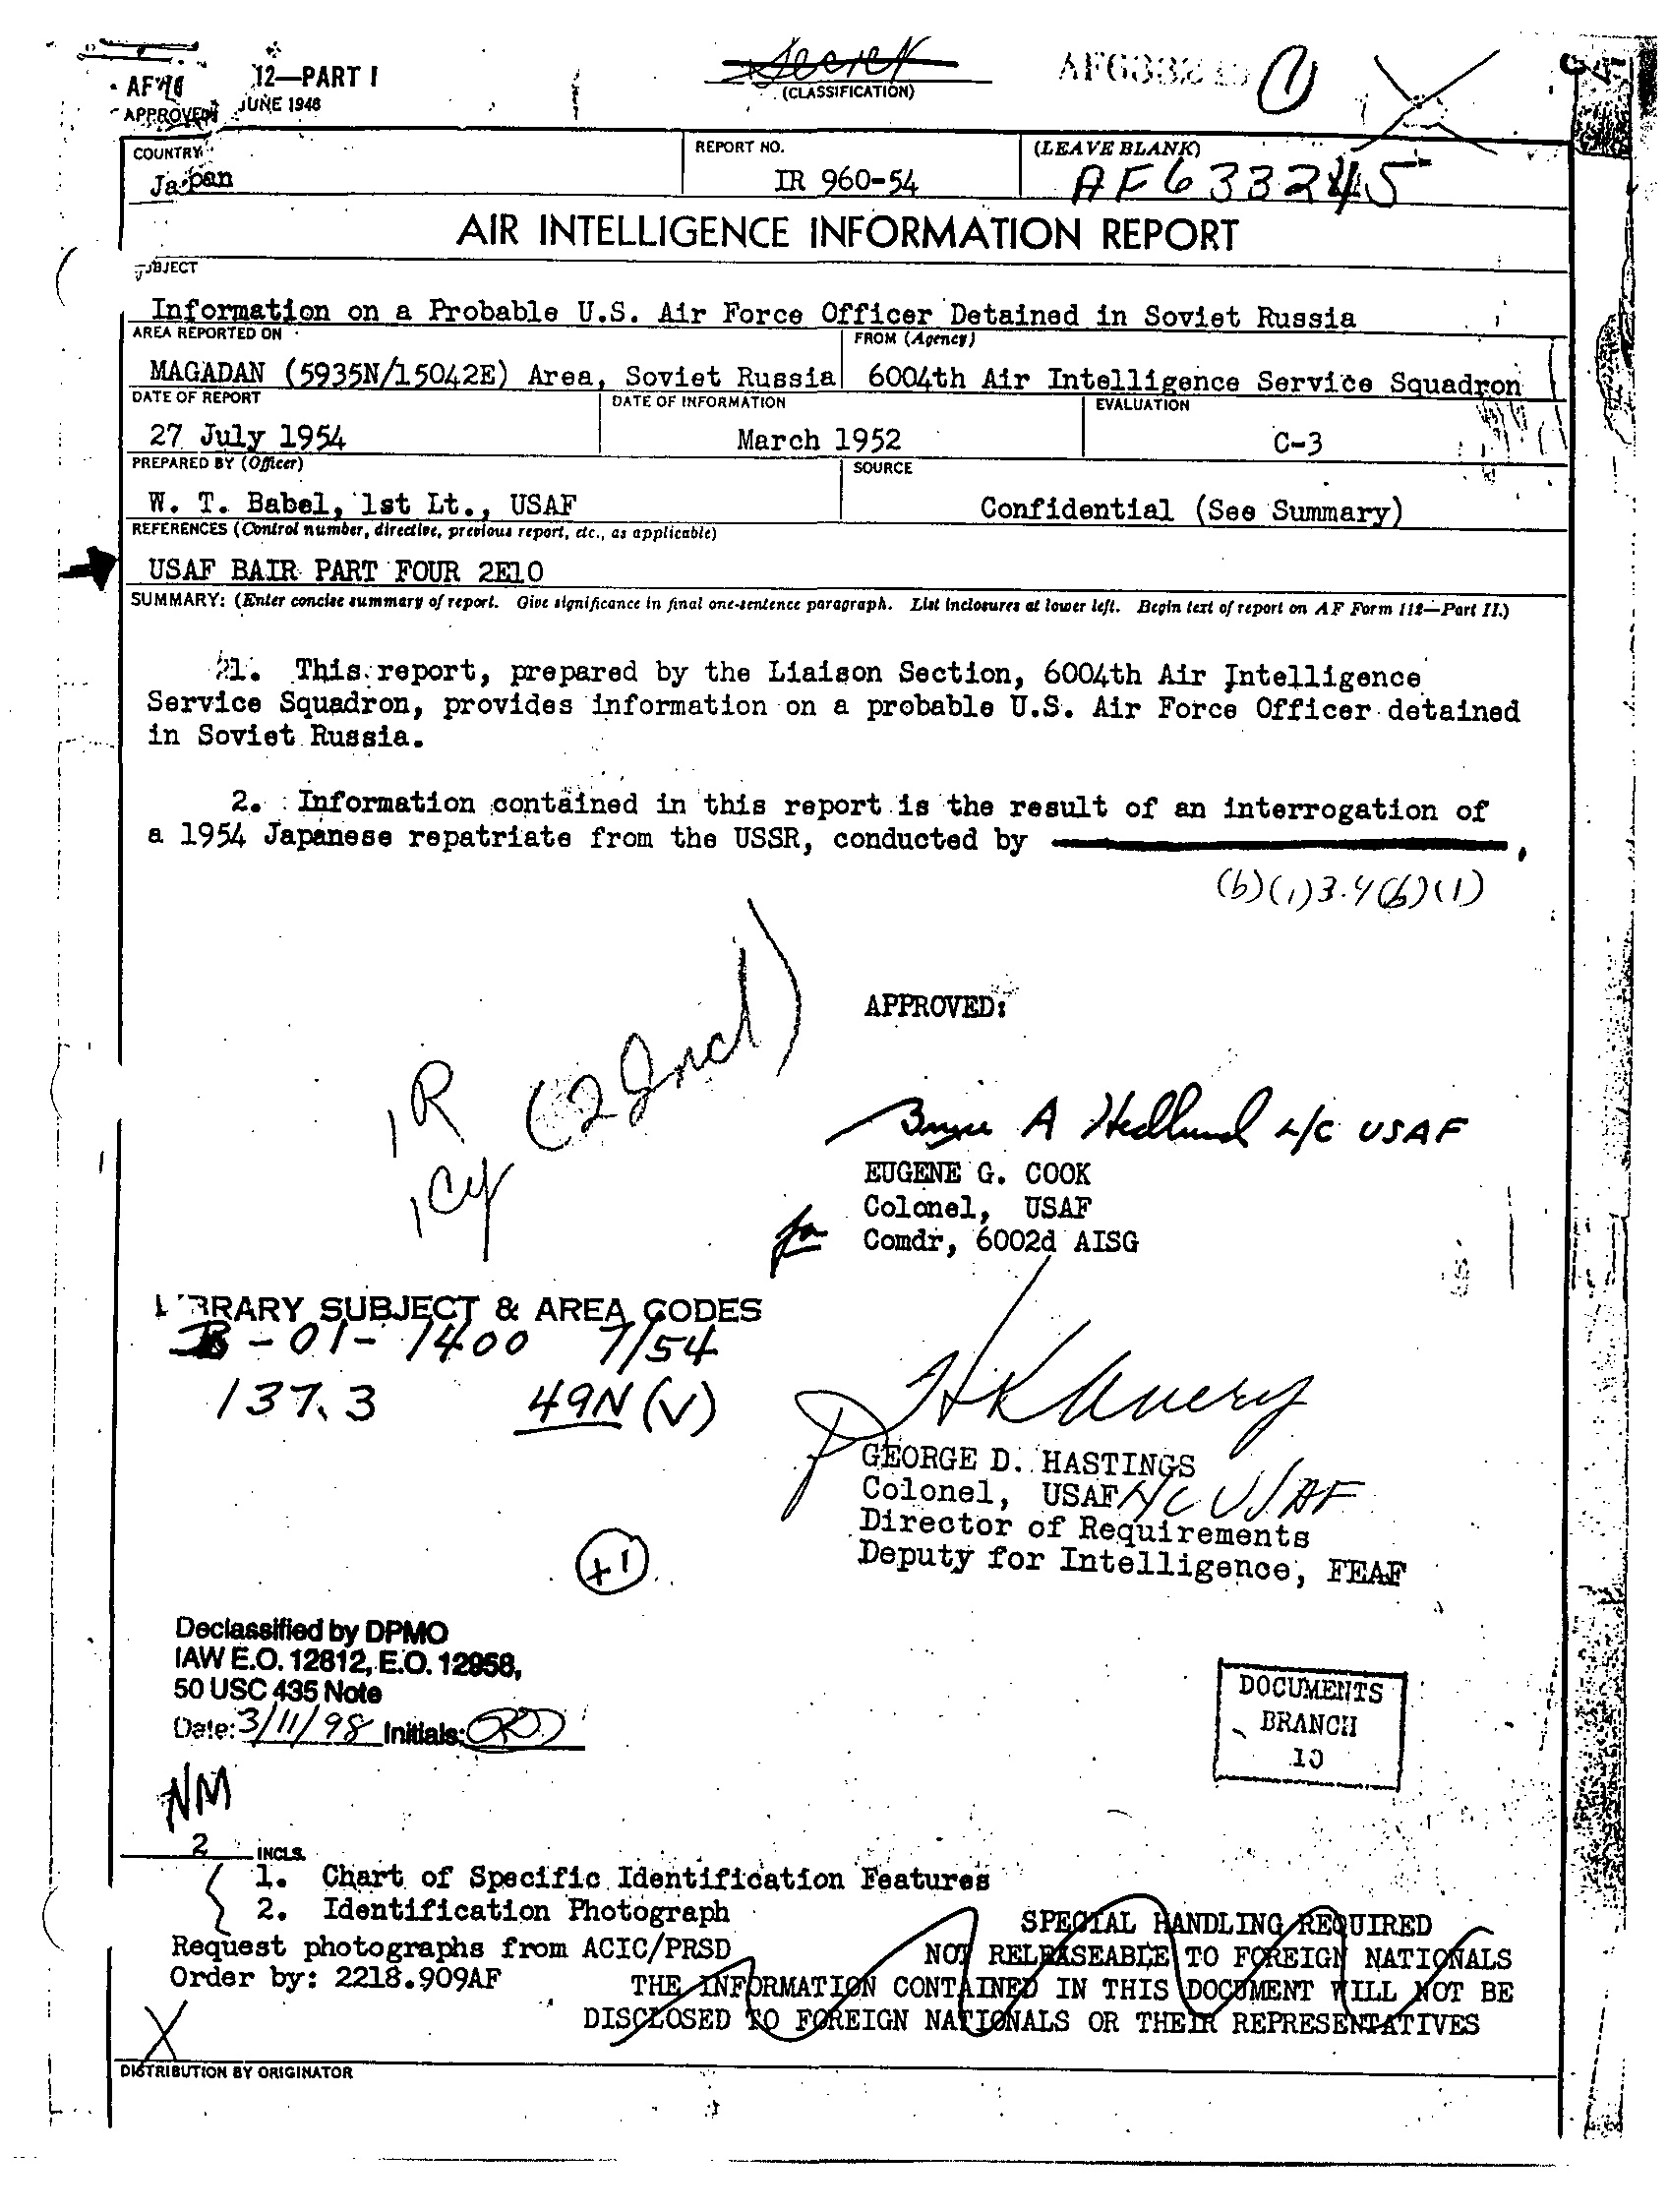 12—PART I
APPROVED JUNE 1948
Secret
(CLASSIFICATION)
AF633245
1
COUNTRY
Japan
REPORT NO.
IR 960-54
(LEAVE BLANK)
AF633245
AIR INTELLIGENCE INFORMATION REPORT
SUBJECT
Information on a Probable U.S. Air Force Officer Detained in Soviet Russia
AREA REPORTED ON
MAGADAN (5935N/15042E) Area, Soviet Russia
FROM (Agency)
6004th Air Intelligence Service Squadron
DATE OF REPORT
27 July 1954
DATE OF INFORMATION
March 1952
EVALUATION
C-3
PREPARED BY (Officer)
W. T. Babel, 1st Lt., USAF
SOURCE
Confidential (See Summary)
REFERENCES (Control number, directive, previous report, etc., as applicable)
USAF BAIR PART FOUR 2E10
SUMMARY: (Enter concise summary of report. Give significance in final one-sentence paragraph. List inclosures at lower left. Begin text of report on AF Form 112—Part II.)
1. This report, prepared by the Liaison Section, 6004th Air Intelligence
Service Squadron, provides information on a probable U.S. Air Force Officer detained
in Soviet Russia.
2. Information contained in this report is the result of an interrogation of
a 1954 Japanese repatriate from the USSR, conducted by ,
(b)(1)3.4(b)(1)
APPROVED:
1R (2 Incl)
1Cy
A Hedlund L/C USAF
EUGENE G. COOK
Colonel, USAF
for Comdr, 6002d AISG
LIBRARY SUBJECT & AREA CODES
B-01-1400 7/54
137.3 49N (V)
HK Avery
GEORGE D. HASTINGS
Colonel, USAF L/C USAF
Director of Requirements
Deputy for Intelligence, FEAF
+1
Declassified by DPMO
IAW E.O. 12812, E.O. 12958,
50 USC 435 Note
Date: 3/11/98 Initials:
DOCUMENTS
BRANCH
10
NM
2 INCLS.
1. Chart of Specific Identification Features
2. Identification Photograph
Request photographs from ACIC/PRSD
Order by: 2218.909AF
SPECIAL HANDLING REQUIRED
NOT RELEASEABLE TO FOREIGN NATIONALS
THE INFORMATION CONTAINED IN THIS DOCUMENT WILL NOT BE
DISCLOSED TO FOREIGN NATIONALS OR THEIR REPRESENTATIVES
X
DISTRIBUTION BY ORIGINATOR